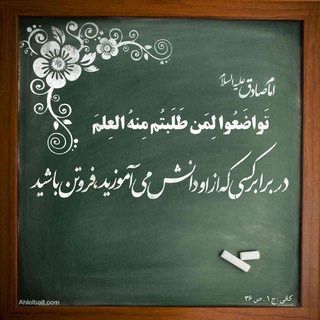 امام صادق علیه السلام
تَواضَعُوا لِمَن طَلَبتُم مِنهُ العِلمَ
در برابر کسی که از او دانش می آموزید، فروتن باشید
کافی: ج ۱ . ص ۳۶
Ahlolbait.com